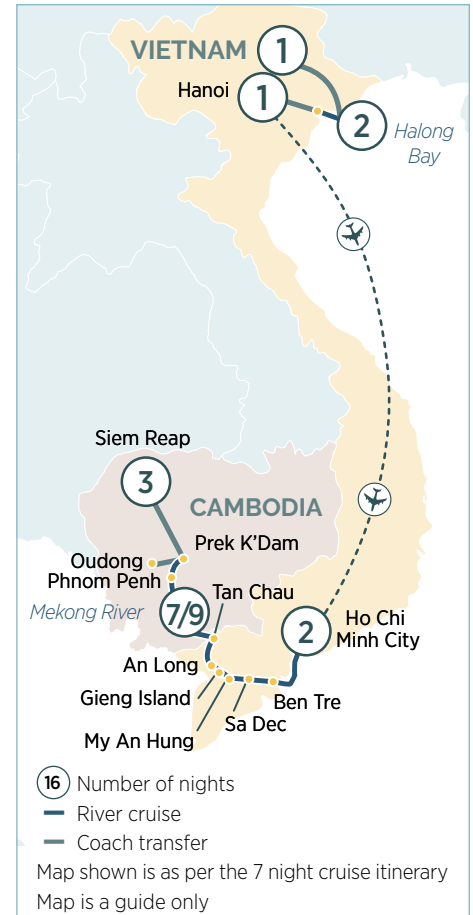 VIETNAM
1
Hanoi
1
2
Halong
Bay
Siem Reap
3
CAMBODIA
Prek K’Dam
Oudong
Phnom Penh
Tan Chau
Mekong River
7/9
2
Ho Chi
Minh City
An Long
Gieng Island
Ben Tre
Sa Dec
My An Hung
16 Number of nights
River cruise
Coach transfer
Map shown is as per the 7 night cruise itinerary
Map is a guide only